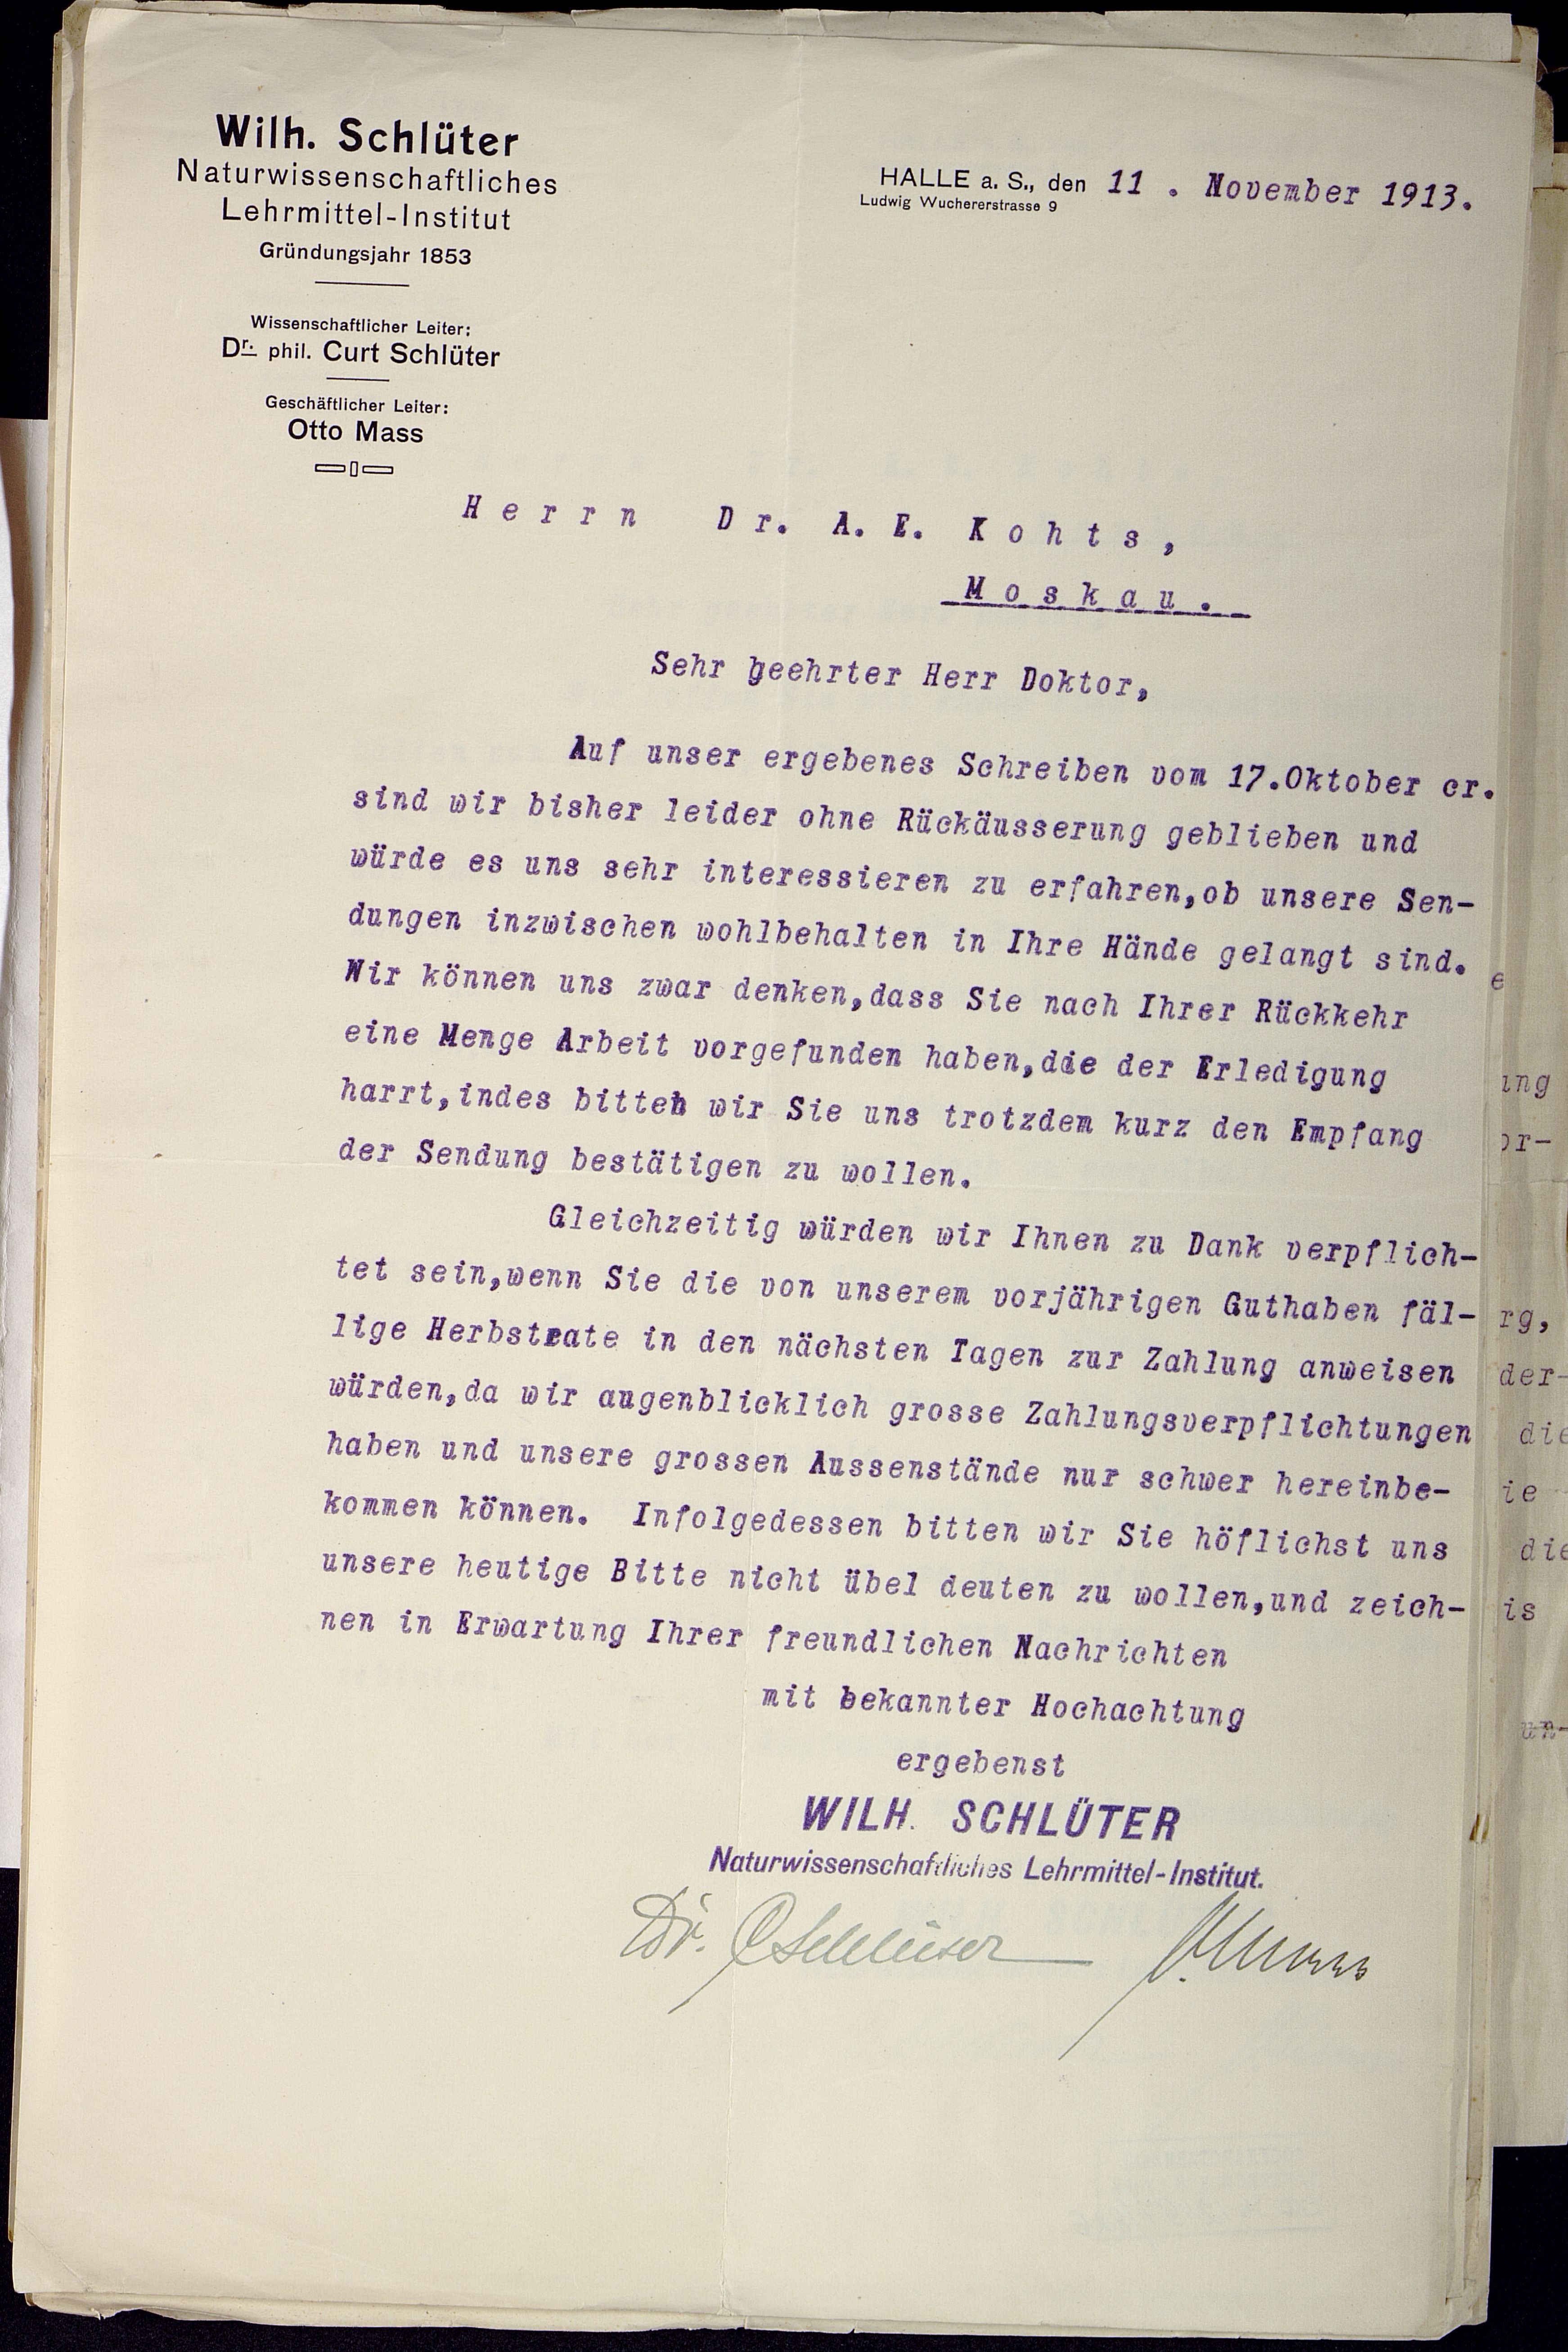 Wilh. Schlüter
Naturwissenschaftliches
Lehrmittel-Institut
Gründungsjahr 1853
Wissenschaftlicher Leiter:
Dr. phil. Curt Schlüter
Geschäftlicher Leiter:
Otto Mass
HALLE a. S., den 11 . November 1913.
Ludwig Wuchererstrasse 9
Herrn Dr. A. E. Kohts,
Moskau.
Sehr geehrter Herr Doktor,
Auf unser ergebenes Schreiben vom 17.Oktober cr.
sind wir bisher leider ohne Rückäusserung geblieben und
würde es uns sehr interessieren zu erfahren,ob unsere Sen-
dungen inzwischen wohlbehalten in Ihre Hände gelangt sind.
Wir können uns zwar denken,dass Sie nach Ihrer Rückkehr
eine Menge Arbeit vorgefunden haben,die der Erledigung
harrt,indes bitten wir Sie uns trotzdem kurz den Empfang
der Sendung bestätigen zu wollen.
Gleichzeitig würden wir Ihnen zu Dank verpflich-
tet sein,wenn Sie die von unserem vorjährigen Guthaben fäl-
lige Herbstrate in den nächsten Tagen zur Zahlung anweisen
würden,da wir augenblicklich grosse Zahlungsverpflichtungen
haben und unsere grossen Aussenstände nur schwer hereinbe-
kommen können. Infolgedessen bitten wir Sie höflichst uns
unsere heutige Bitte nicht übel deuten zu wollen,und zeich-
nen in Erwartung Ihrer freundlichen Nachrichten
mit bekannter Hochachtung
ergebenst
WILH. SCHLÜTER
Naturwissenschaftliches Lehrmittel-Institut.
Dr. C Schlüter O. Mass